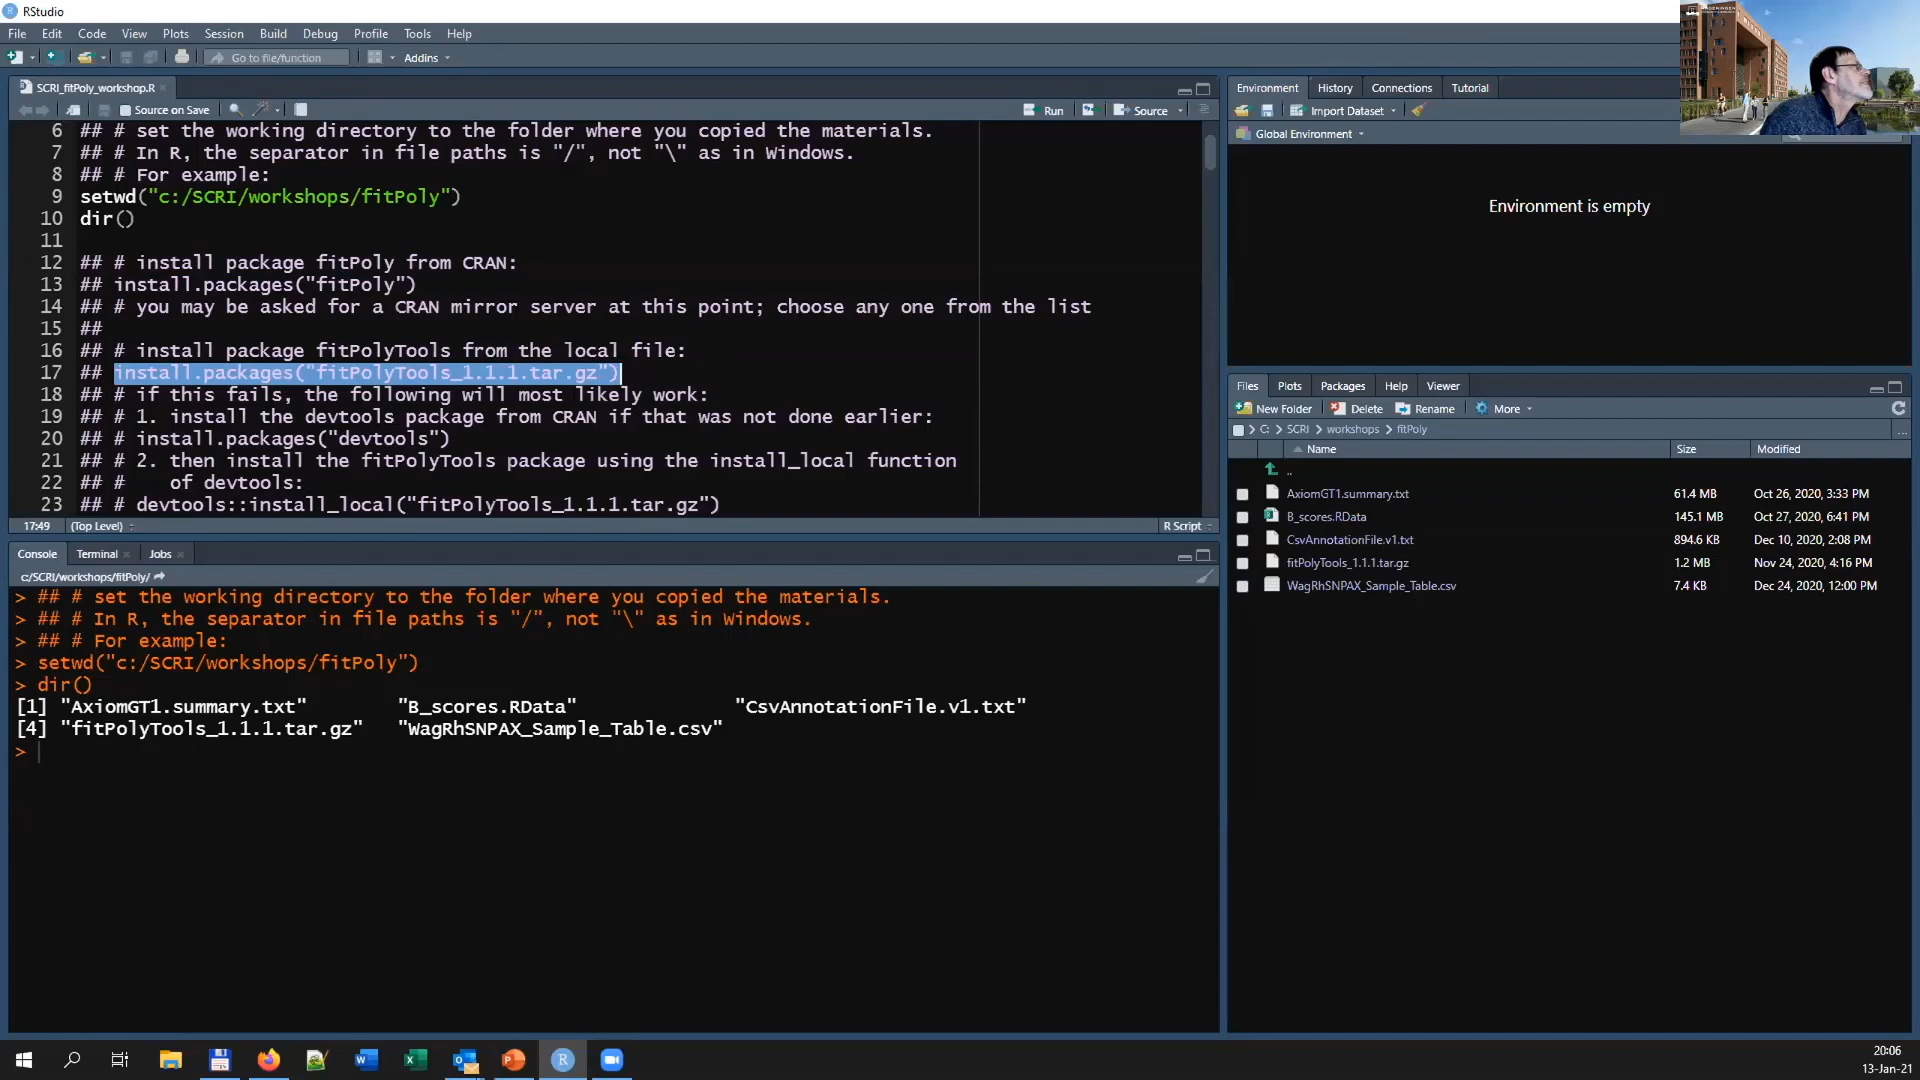 RStudio
File Edit Code View Plots Session Build Debug Profile Tools Help
Go to file/function Addins
SCRI_fitPoly_workshop.R
Source on Save Run Source
6 ## # set the working directory to the folder where you copied the materials.
7 ## # In R, the separator in file paths is "/", not "\" as in Windows.
8 ## # For example:
9 setwd("c:/SCRI/workshops/fitPoly")
10 dir()
11
12 ## # install package fitPoly from CRAN:
13 ## install.packages("fitPoly")
14 ## # you may be asked for a CRAN mirror server at this point; choose any one from the list
15 ##
16 ## # install package fitPolyTools from the local file:
17 ## install.packages("fitPolyTools_1.1.1.tar.gz")
18 ## # if this fails, the following will most likely work:
19 ## # 1. install the devtools package from CRAN if that was not done earlier:
20 ## # install.packages("devtools")
21 ## # 2. then install the fitPolyTools package using the install_local function
22 ## #    of devtools:
23 ## # devtools::install_local("fitPolyTools_1.1.1.tar.gz")
17:49 (Top Level) R Script
Console Terminal Jobs
c:/SCRI/workshops/fitPoly/
> ## # set the working directory to the folder where you copied the materials.
> ## # In R, the separator in file paths is "/", not "\" as in Windows.
> ## # For example:
> setwd("c:/SCRI/workshops/fitPoly")
> dir()
[1] "AxiomGT1.summary.txt" "B_scores.RData" "CsvAnnotationFile.v1.txt"
[4] "fitPolyTools_1.1.1.tar.gz" "WagRhSNPAX_Sample_Table.csv"
>
Environment History Connections Tutorial
Import Dataset
Global Environment
Environment is empty
Files Plots Packages Help Viewer
New Folder Delete Rename More
C: > SCRI > workshops > fitPoly ...
Name Size Modified
..
AxiomGT1.summary.txt 61.4 MB Oct 26, 2020, 3:33 PM
B_scores.RData 145.1 MB Oct 27, 2020, 6:41 PM
CsvAnnotationFile.v1.txt 894.6 KB Dec 10, 2020, 2:08 PM
fitPolyTools_1.1.1.tar.gz 1.2 MB Nov 24, 2020, 4:16 PM
WagRhSNPAX_Sample_Table.csv 7.4 KB Dec 24, 2020, 12:00 PM
20:06
13-Jan-21